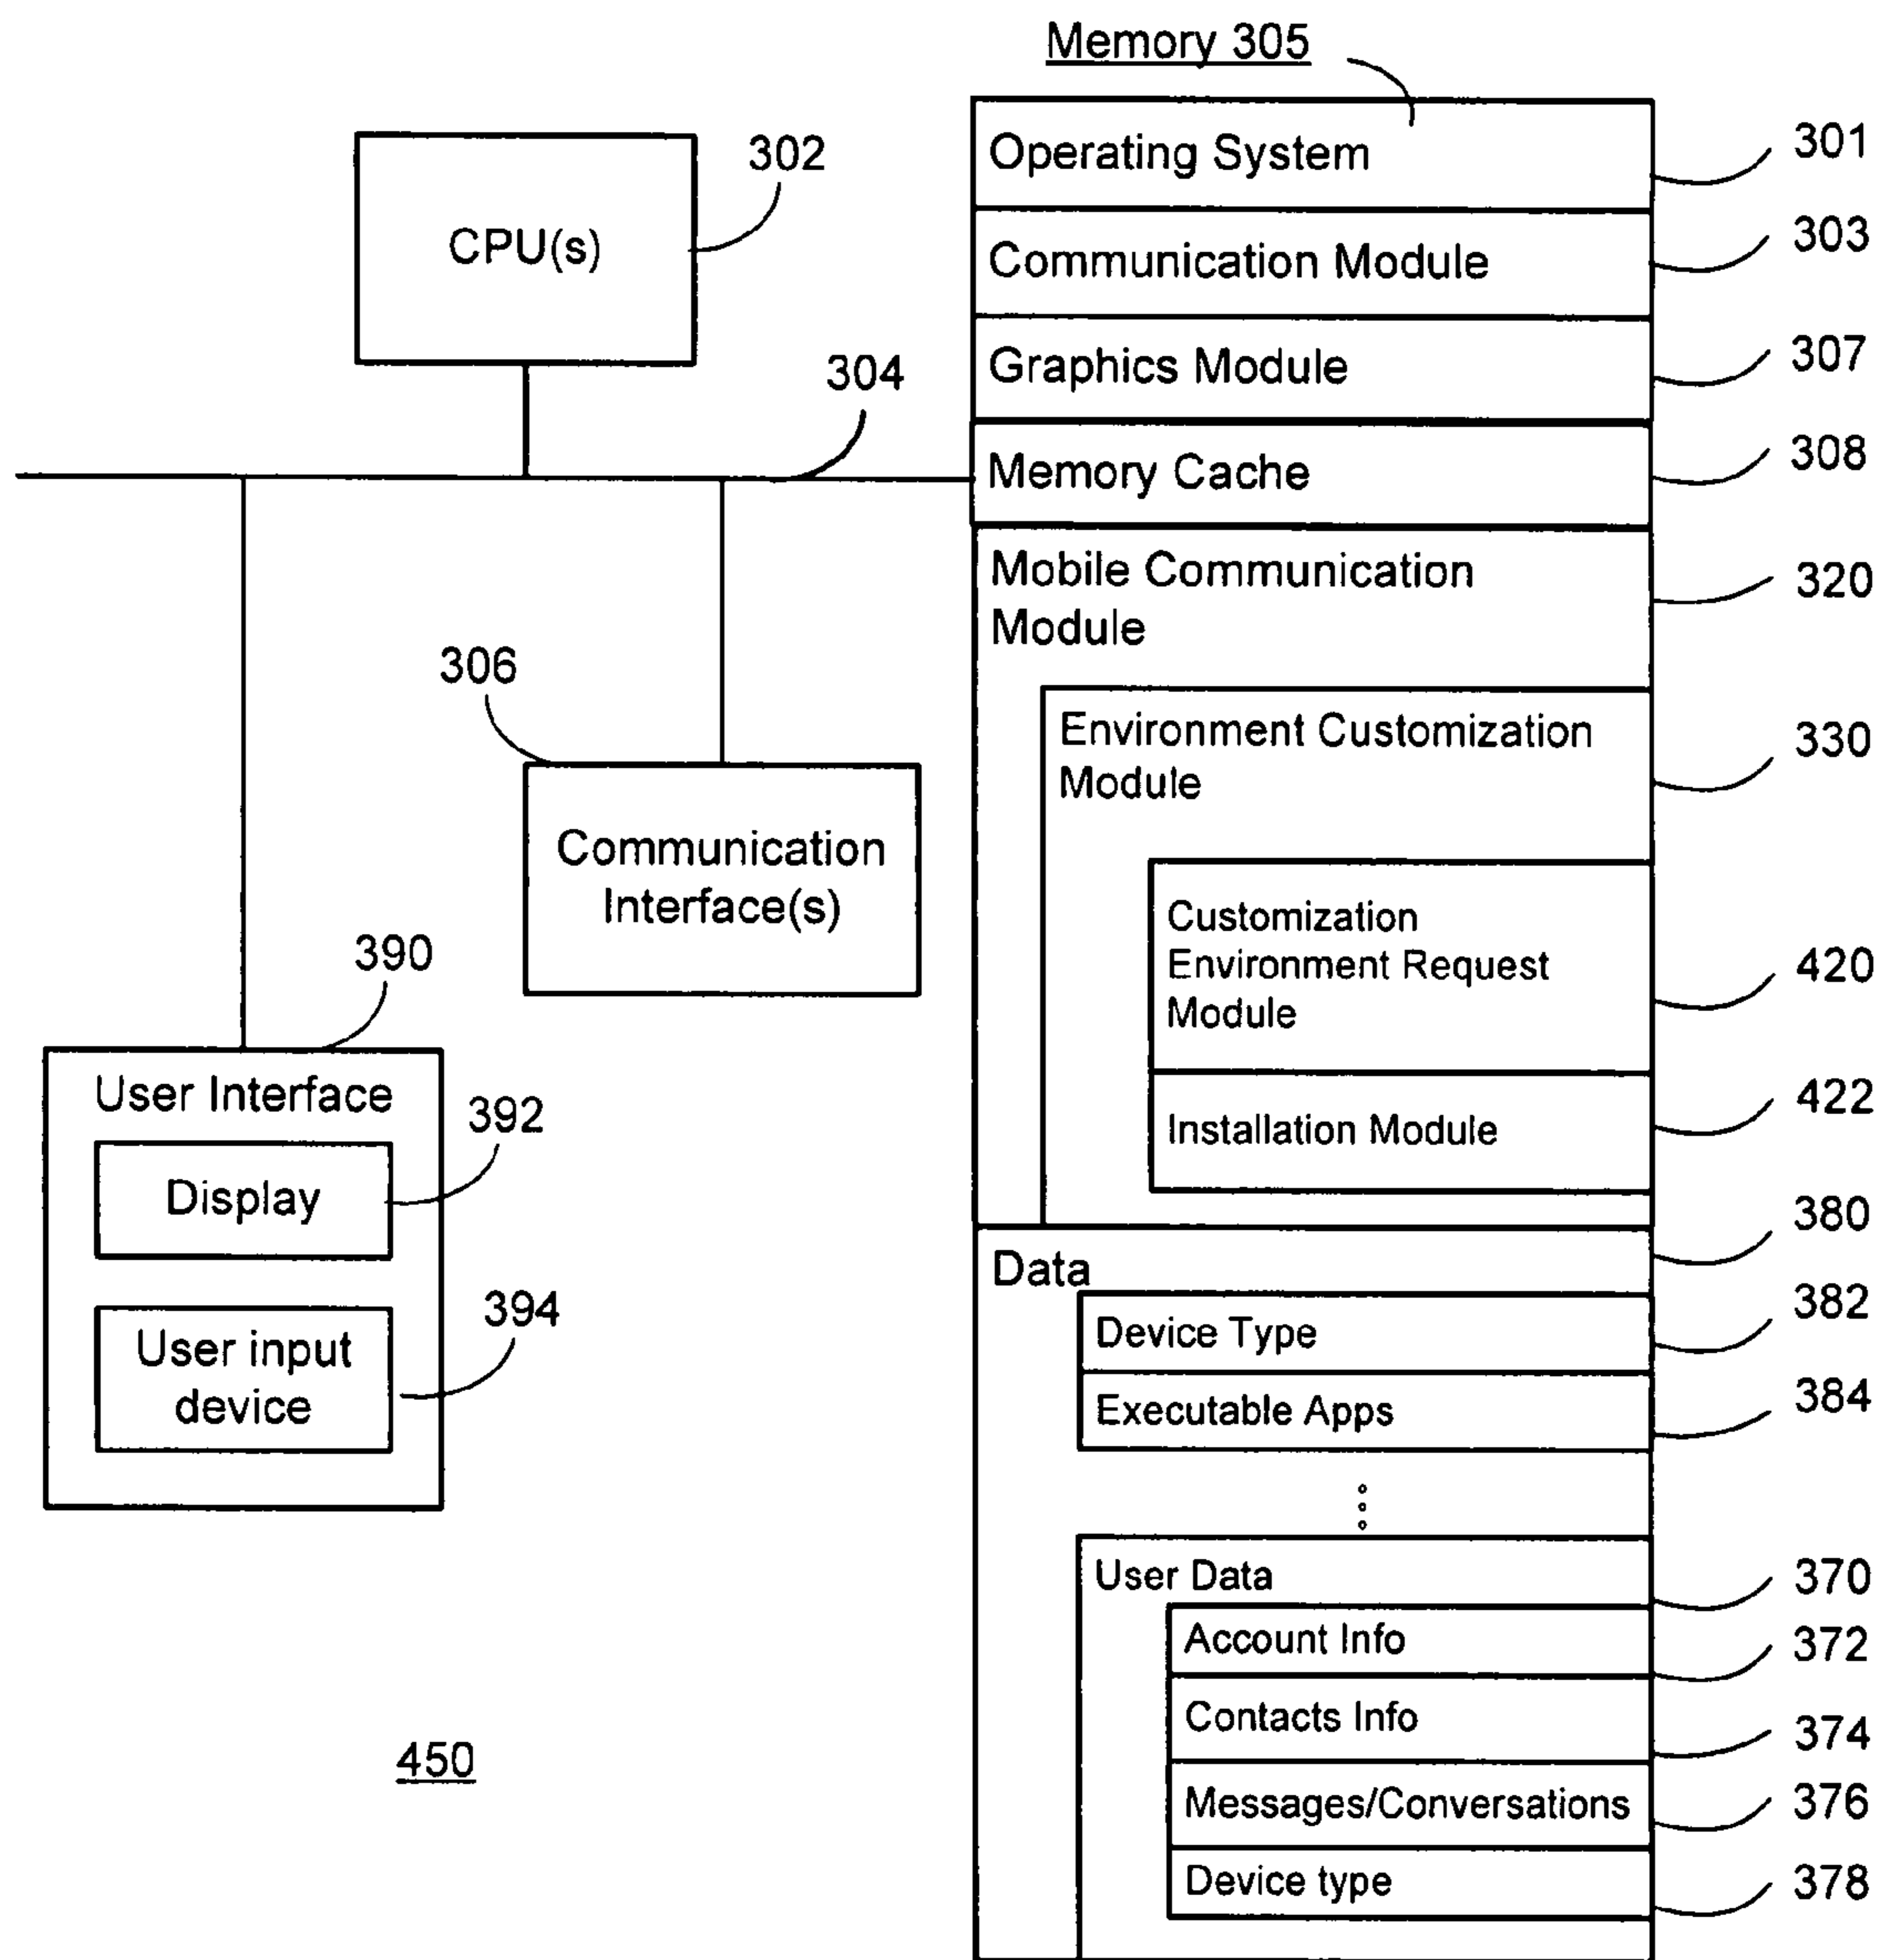 Memory 305
Operating System
301
CPU(s)
302
Communication Module
303
Graphics Module
307
304
Memory Cache
308
Mobile Communication
Module
320
306
Environment Customization
Module
330
Communication
Interface(s)
Customization
Environment Request
Module
420
390
User Interface
392
Installation Module
422
Display
380
Data
394
Device Type
382
User input
device
Executable Apps
384
User Data
370
Account Info
372
Contacts Info
374
450
Messages/Conversations
376
Device type
378